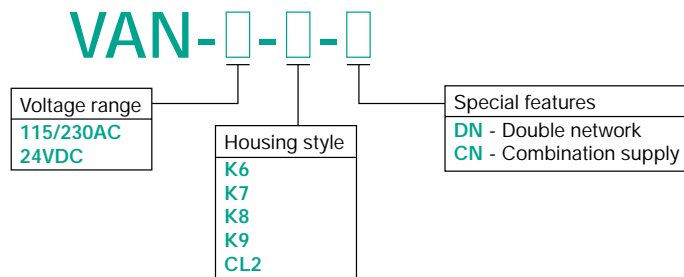 VAN-▯-▯-▯
Voltage range
115/230AC
24VDC
Housing style
K6
K7
K8
K9
CL2
Special features
DN - Double network
CN - Combination supply